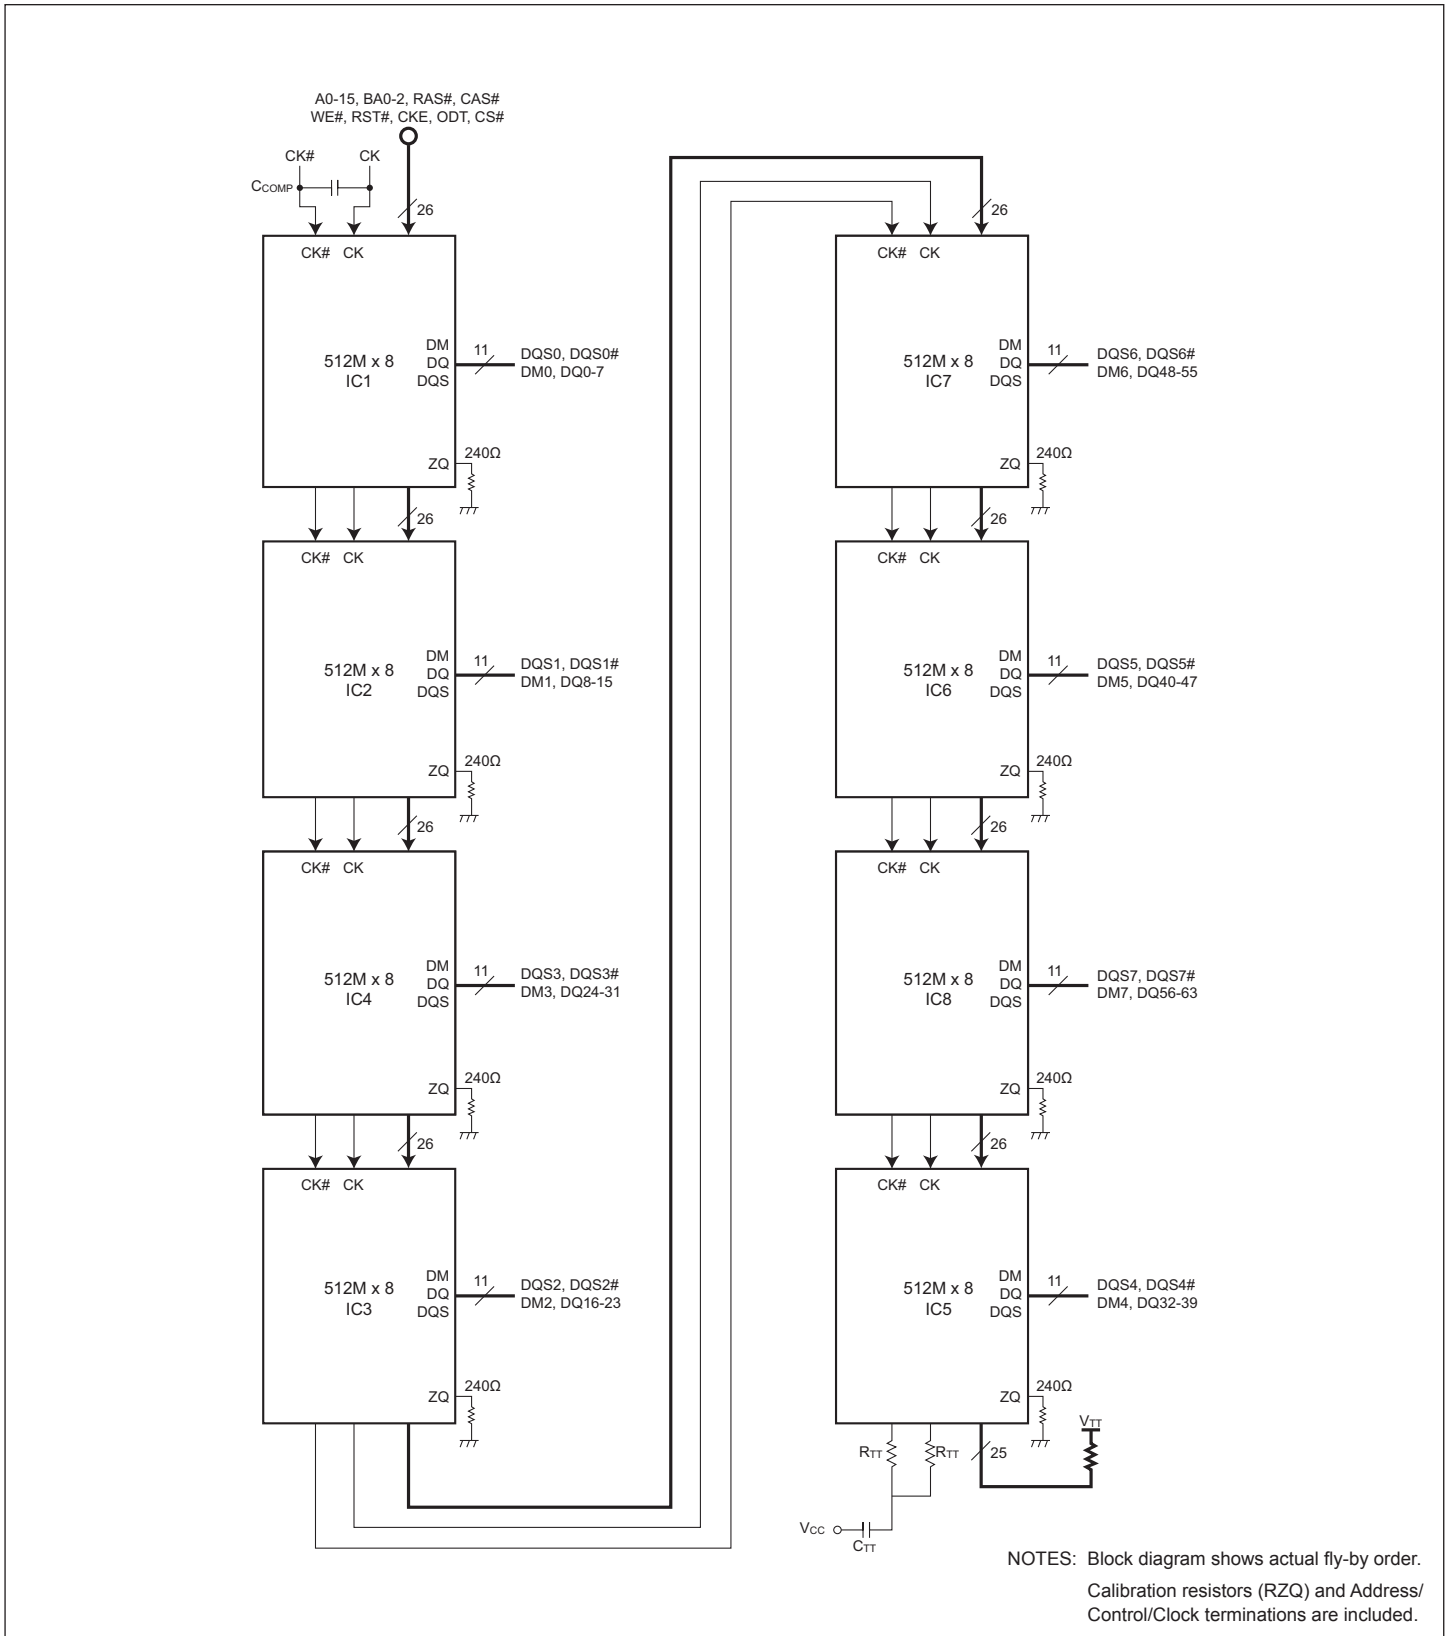 A0-15, BA0-2, RAS#, CAS#
WE#, RST#, CKE, ODT, CS#
CK#
CK
CCOMP
26
CK# CK
512M x 8
IC1
DM
DQ
DQS
11
DQS0, DQS0#
DM0, DQ0-7
ZQ
240Ω
26
CK# CK
512M x 8
IC2
DM
DQ
DQS
11
DQS1, DQS1#
DM1, DQ8-15
ZQ
240Ω
26
CK# CK
512M x 8
IC4
DM
DQ
DQS
11
DQS3, DQS3#
DM3, DQ24-31
ZQ
240Ω
26
CK# CK
512M x 8
IC3
DM
DQ
DQS
11
DQS2, DQS2#
DM2, DQ16-23
ZQ
240Ω
26
CK# CK
512M x 8
IC7
DM
DQ
DQS
11
DQS6, DQS6#
DM6, DQ48-55
ZQ
240Ω
26
CK# CK
512M x 8
IC6
DM
DQ
DQS
11
DQS5, DQS5#
DM5, DQ40-47
ZQ
240Ω
26
CK# CK
512M x 8
IC8
DM
DQ
DQS
11
DQS7, DQS7#
DM7, DQ56-63
ZQ
240Ω
26
CK# CK
512M x 8
IC5
DM
DQ
DQS
11
DQS4, DQS4#
DM4, DQ32-39
ZQ
240Ω
RTT
RTT
25
VTT
VCC
CTT
NOTES: Block diagram shows actual fly-by order.
Calibration resistors (RZQ) and Address/
Control/Clock terminations are included.